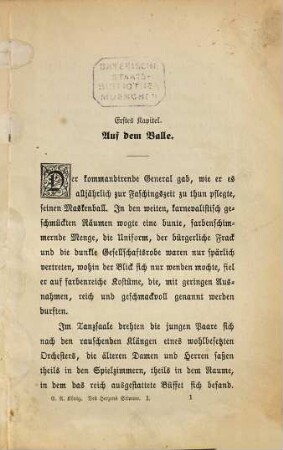 BAYERISCHE
STAATS-
BIBLIOTHEK
MUENCHEN
Erstes Kapitel.
Auf dem Balle.
Der kommandirende General gab, wie er es
alljährlich zur Faschingszeit zu thun pflegte,
seinen Maskenball. In den weiten, karnevalistisch ge-
schmückten Räumen wogte eine bunte, farbenschim-
mernde Menge, die Uniform, der bürgerliche Frack
und die dunkle Gesellschaftsrobe waren nur spärlich
vertreten, wohin der Blick sich nur wenden mochte, fiel
er auf farbenreiche Kostüme, die, mit geringen Aus-
nahmen, reich und geschmackvoll genannt werden
durften.
Im Tanzsaale drehten die jungen Paare sich
nach den rauschenden Klängen eines wohlbesetzten
Orchesters, die älteren Damen und Herren saßen
theils in den Spielzimmern, theils in dem Raume,
in dem das reich ausgestattete Büffet sich befand.
E. A. König, Des Herzens Stimme. I. 1